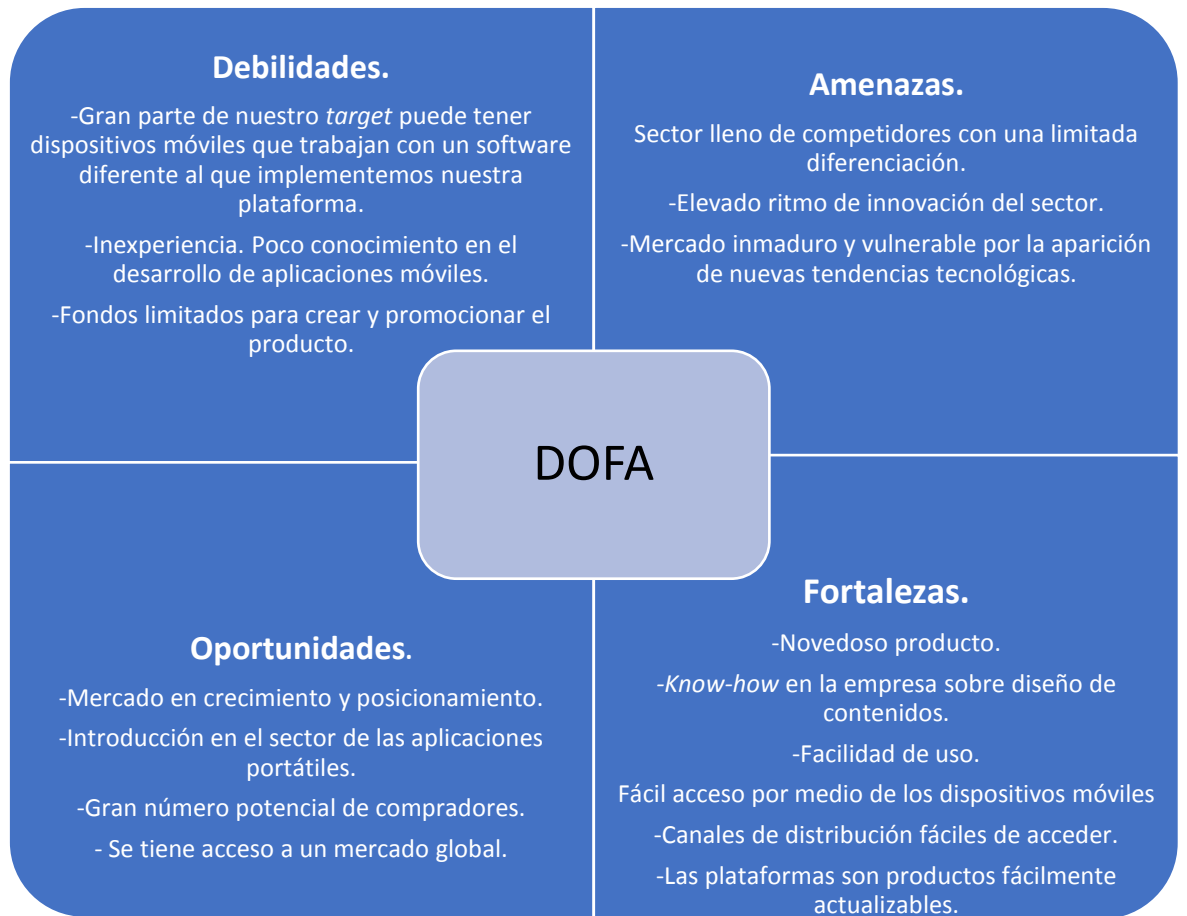 Debilidades.
-Gran parte de nuestro target puede tener
dispositivos móviles que trabajan con un software
diferente al que implementemos nuestra
plataforma.
-Inexperiencia. Poco conocimiento en el
desarrollo de aplicaciones móviles.
-Fondos limitados para crear y promocionar el
producto.
Amenazas.
Sector lleno de competidores con una limitada
diferenciación.
-Elevado ritmo de innovación del sector.
-Mercado inmaduro y vulnerable por la aparición
de nuevas tendencias tecnológicas.
DOFA
Oportunidades.
-Mercado en crecimiento y posicionamiento.
-Introducción en el sector de las aplicaciones
portátiles.
-Gran número potencial de compradores.
- Se tiene acceso a un mercado global.
Fortalezas.
-Novedoso producto.
-Know-how en la empresa sobre diseño de
contenidos.
-Facilidad de uso.
Fácil acceso por medio de los dispositivos móviles
-Canales de distribución fáciles de acceder.
-Las plataformas son productos fácilmente
actualizables.